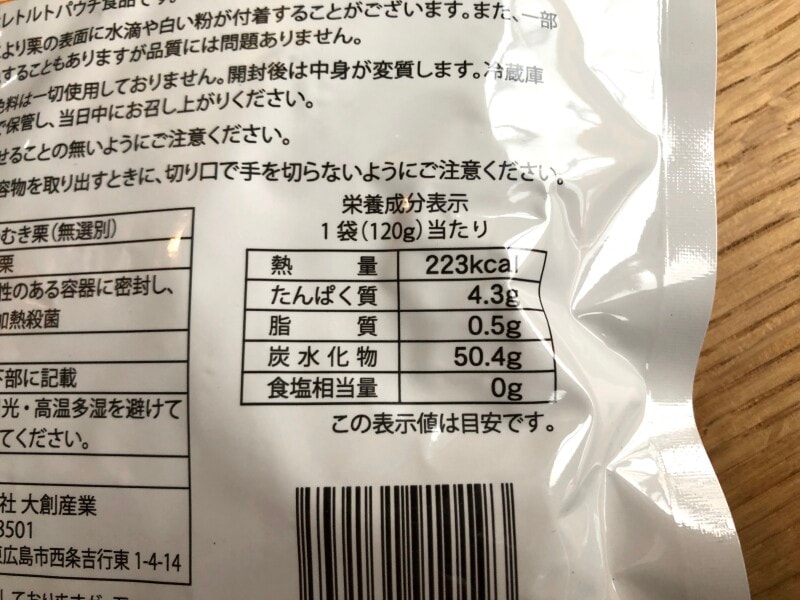 レトルトパウチ食品です。
より栗の表面に水滴や白い粉が付着することがございます。また、一部
することもありますが品質には問題ありません。
料は一切使用しておりません。開封後は中身が変質します。冷蔵庫
で保管し、当日中にお召し上がりください。
せることの無いようにご注意ください。
容物を取り出すときに、切り口で手を切らないようにご注意ください。
むき栗（無選別）
栗
性のある容器に密封し、
加熱殺菌
下部に記載
光・高温多湿を避けて
てください。
社 大創産業
3501
東広島市西条吉行東1-4-14
栄養成分表示
1袋（120g）当たり
熱量 223kcal
たんぱく質 4.3g
脂質 0.5g
炭水化物 50.4g
食塩相当量 0g
この表示値は目安です。